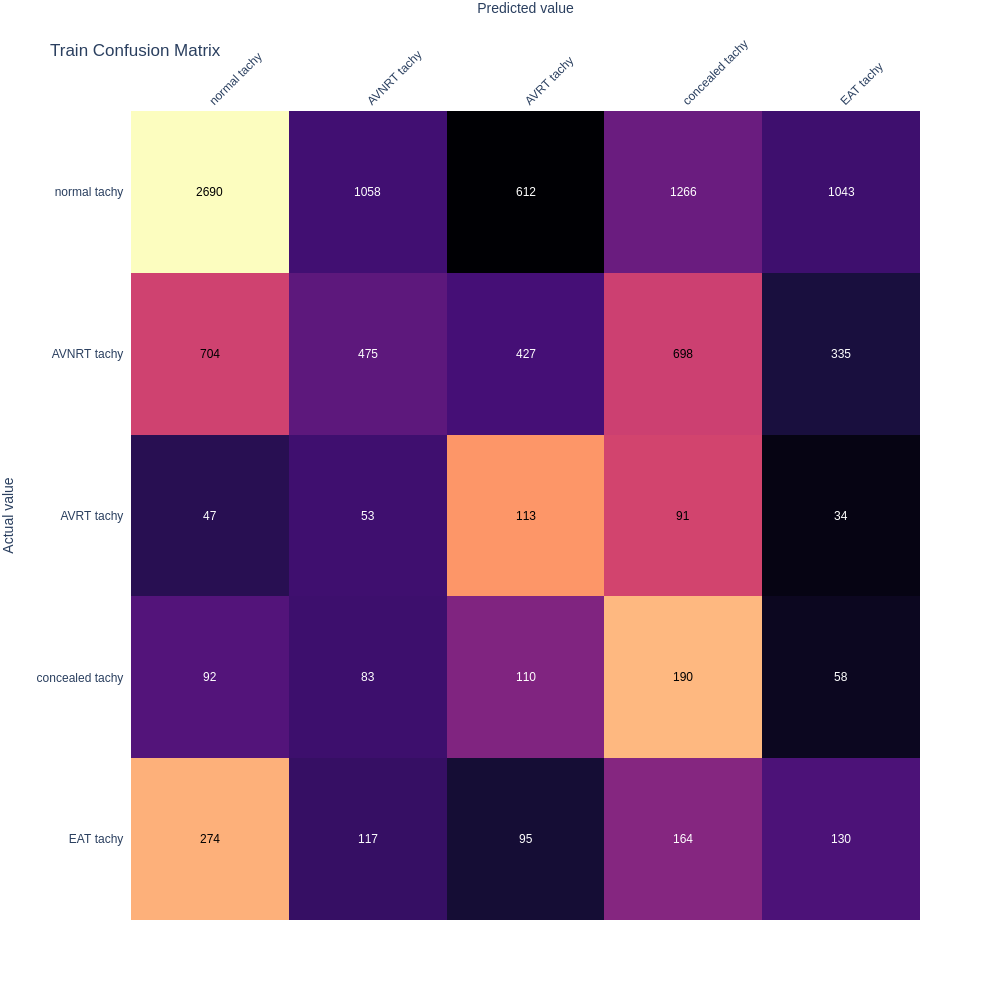 Predicted value
Train Confusion Matrix
normal tachy
AVNRT tachy
AVRT tachy
concealed tachy
EAT tachy
normal tachy 2690 1058 612 1266 1043
AVNRT tachy 704 475 427 698 335
AVRT tachy 47 53 113 91 34
concealed tachy 92 83 110 190 58
EAT tachy 274 117 95 164 130
Actual value